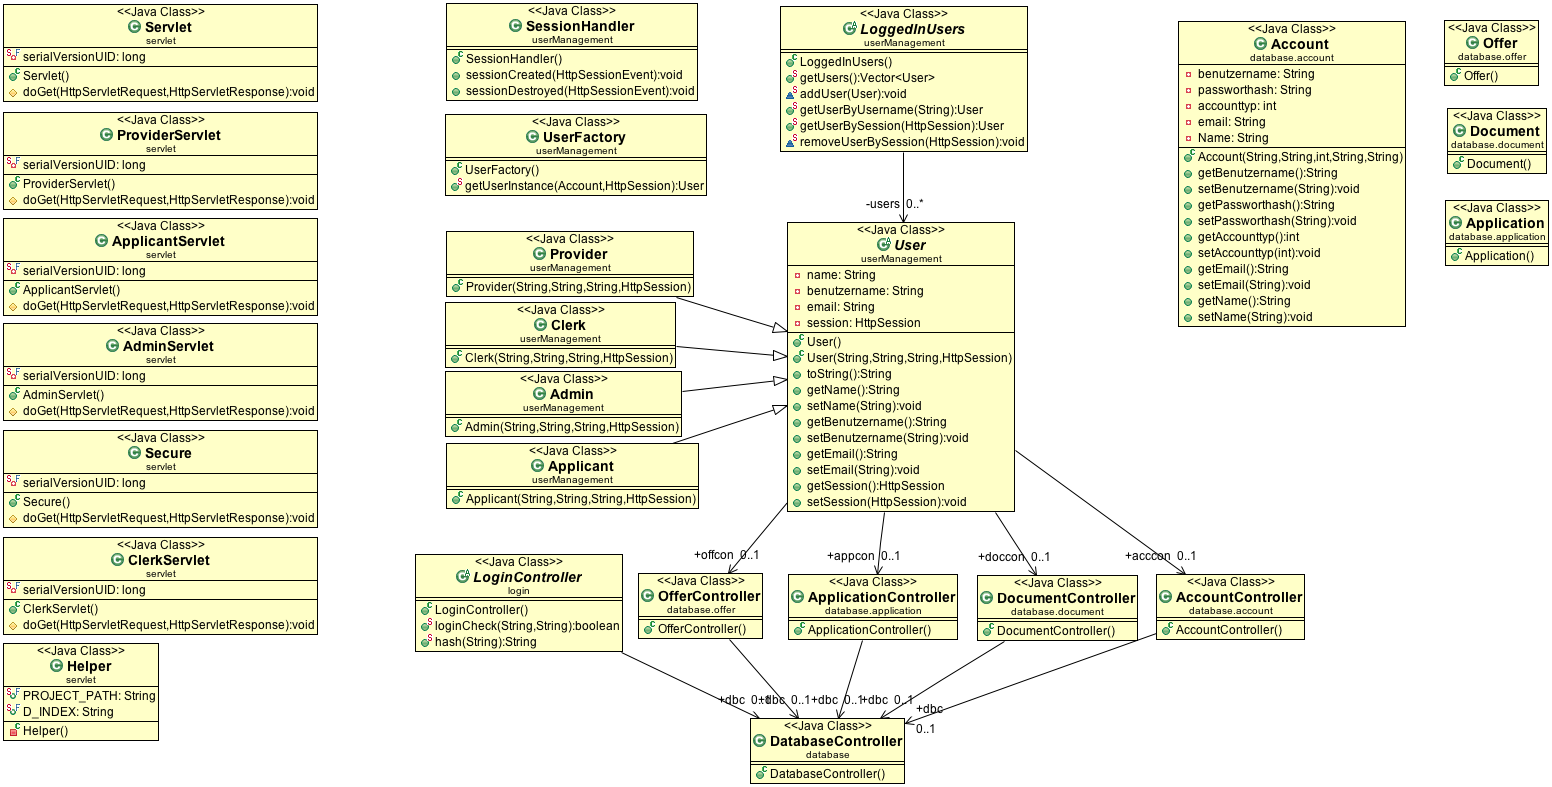 <<Java Class>>
Servlet
servlet
serialVersionUID: long
Servlet()
doGet(HttpServletRequest,HttpServletResponse):void
<<Java Class>>
ProviderServlet
servlet
serialVersionUID: long
ProviderServlet()
doGet(HttpServletRequest,HttpServletResponse):void
<<Java Class>>
ApplicantServlet
servlet
serialVersionUID: long
ApplicantServlet()
doGet(HttpServletRequest,HttpServletResponse):void
<<Java Class>>
AdminServlet
servlet
serialVersionUID: long
AdminServlet()
doGet(HttpServletRequest,HttpServletResponse):void
<<Java Class>>
Secure
servlet
serialVersionUID: long
Secure()
doGet(HttpServletRequest,HttpServletResponse):void
<<Java Class>>
ClerkServlet
servlet
serialVersionUID: long
ClerkServlet()
doGet(HttpServletRequest,HttpServletResponse):void
<<Java Class>>
Helper
servlet
PROJECT_PATH: String
D_INDEX: String
Helper()
<<Java Class>>
SessionHandler
userManagement
SessionHandler()
sessionCreated(HttpSessionEvent):void
sessionDestroyed(HttpSessionEvent):void
<<Java Class>>
UserFactory
userManagement
UserFactory()
getUserInstance(Account,HttpSession):User
<<Java Class>>
Provider
userManagement
Provider(String,String,String,HttpSession)
<<Java Class>>
Clerk
userManagement
Clerk(String,String,String,HttpSession)
<<Java Class>>
Admin
userManagement
Admin(String,String,String,HttpSession)
<<Java Class>>
Applicant
userManagement
Applicant(String,String,String,HttpSession)
<<Java Class>>
LoginController
login
LoginController()
loginCheck(String,String):boolean
hash(String):String
<<Java Class>>
LoggedInUsers
userManagement
LoggedInUsers()
getUsers():Vector<User>
addUser(User):void
getUserByUsername(String):User
getUserBySession(HttpSession):User
removeUserBySession(HttpSession):void
-users 0..*
<<Java Class>>
User
userManagement
name: String
benutzername: String
email: String
session: HttpSession
User()
User(String,String,String,HttpSession)
toString():String
getName():String
setName(String):void
getBenutzername():String
setBenutzername(String):void
getEmail():String
setEmail(String):void
getSession():HttpSession
setSession(HttpSession):void
+offcon 0..1
+appcon 0..1
+doccon 0..1
+acccon 0..1
<<Java Class>>
OfferController
database.offer
OfferController()
<<Java Class>>
ApplicationController
database.application
ApplicationController()
<<Java Class>>
DocumentController
database.document
DocumentController()
<<Java Class>>
AccountController
database.account
AccountController()
+dbc 0..1
+dbc 0..1
+dbc 0..1
+dbc 0..1
+dbc
0..1
<<Java Class>>
DatabaseController
database
DatabaseController()
<<Java Class>>
Account
database.account
benutzername: String
passworthash: String
accounttyp: int
email: String
Name: String
Account(String,String,int,String,String)
getBenutzername():String
setBenutzername(String):void
getPassworthash():String
setPassworthash(String):void
getAccounttyp():int
setAccounttyp(int):void
getEmail():String
setEmail(String):void
getName():String
setName(String):void
<<Java Class>>
Offer
database.offer
Offer()
<<Java Class>>
Document
database.document
Document()
<<Java Class>>
Application
database.application
Application()